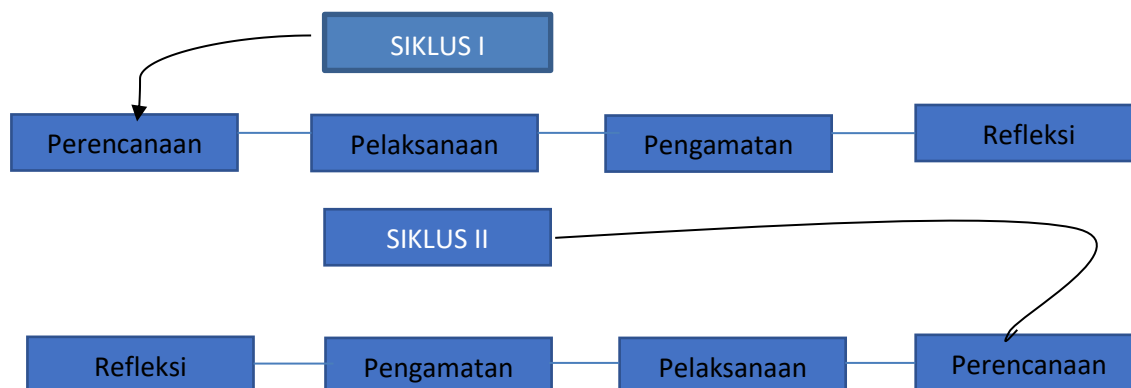 SIKLUS I
Perencanaan
Pelaksanaan
Pengamatan
Refleksi
SIKLUS II
Refleksi
Pengamatan
Pelaksanaan
Perencanaan